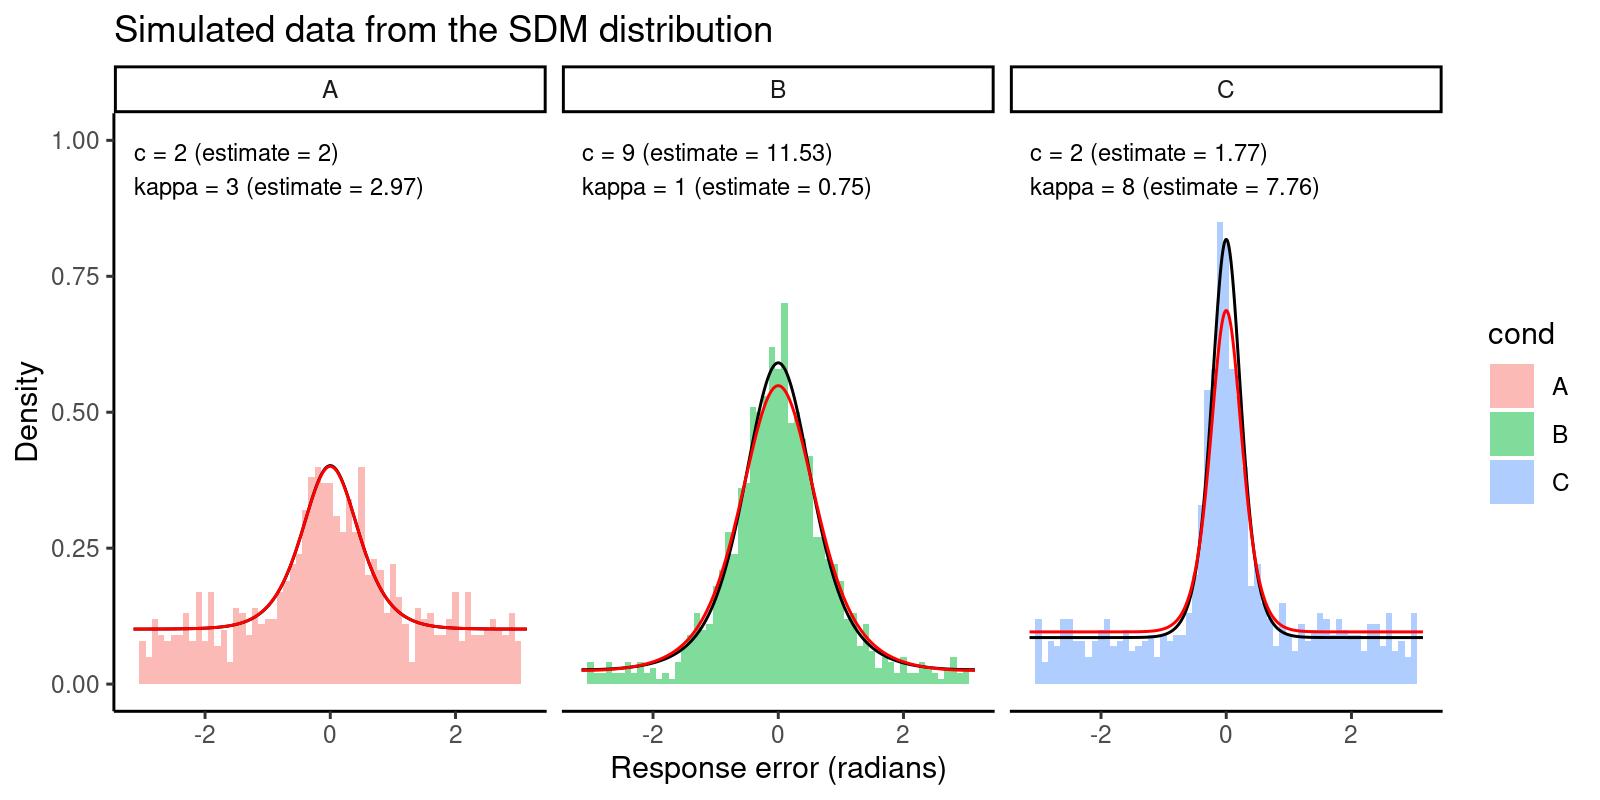 Simulated data from the SDM distribution
A
B
C
c = 2 (estimate = 2)
kappa = 3 (estimate = 2.97)
c = 9 (estimate = 11.53)
kappa = 1 (estimate = 0.75)
c = 2 (estimate = 1.77)
kappa = 8 (estimate = 7.76)
1.00
0.75
0.50
0.25
0.00
Density
-2
0
2
-2
0
2
-2
0
2
Response error (radians)
cond
A
B
C